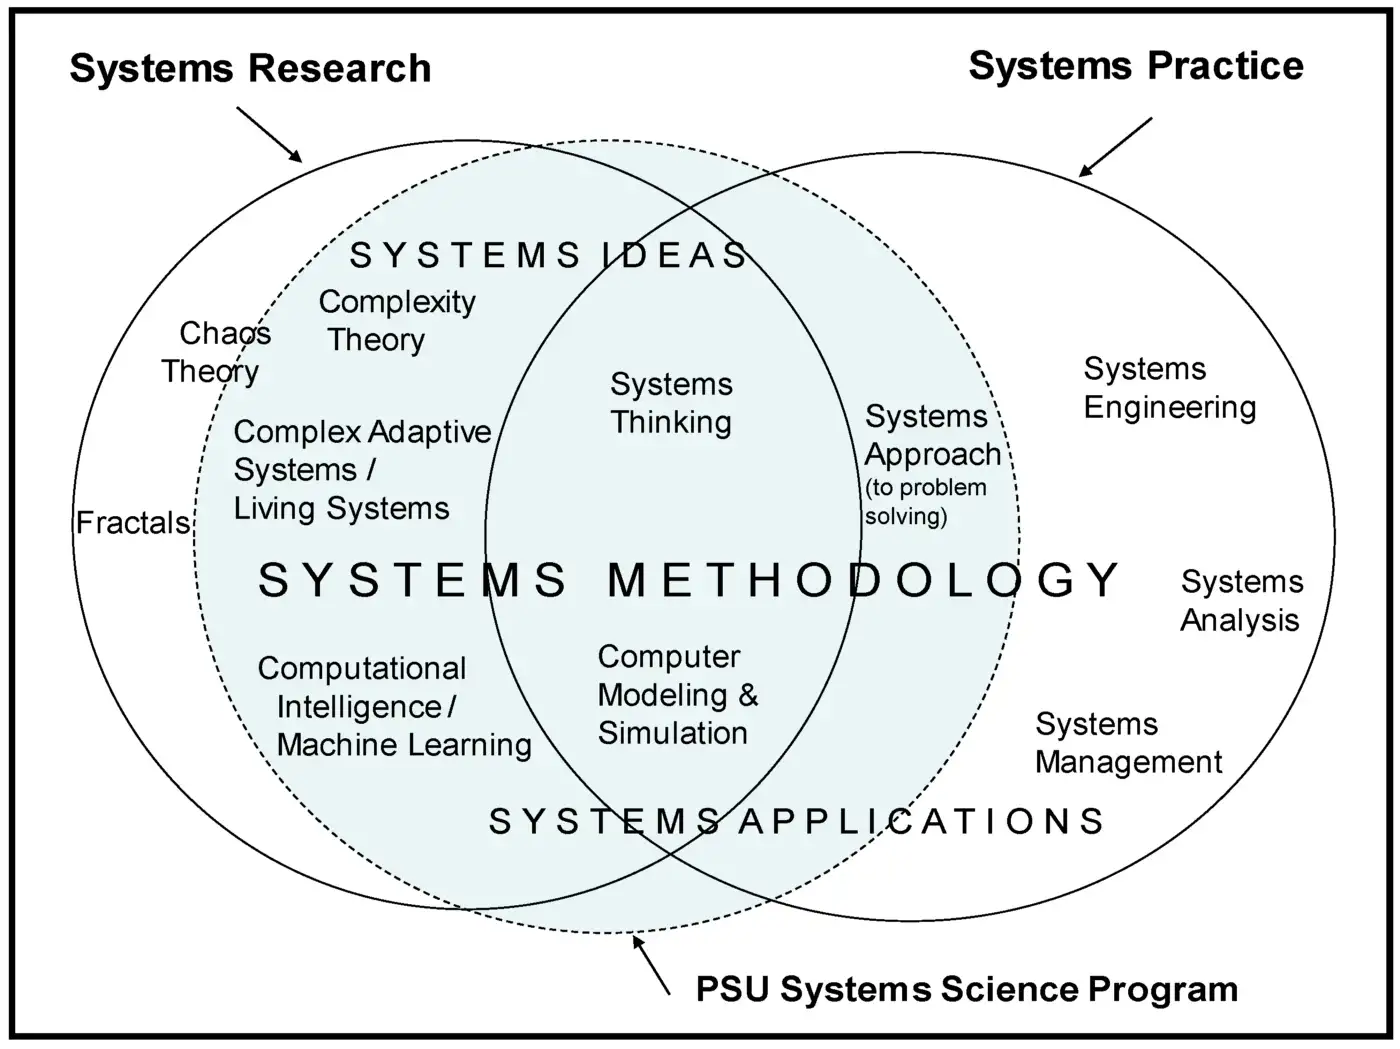 Systems Research
Systems Practice
SYSTEMS IDEAS
Complexity
Theory
Chaos
Theory
Systems
Thinking
Systems
Engineering
Systems
Approach
(to problem
solving)
Complex Adaptive
Systems /
Living Systems
Fractals
SYSTEMS METHODOLOGY
Systems
Analysis
Computational
Intelligence /
Machine Learning
Computer
Modeling &
Simulation
Systems
Management
SYSTEMS APPLICATIONS
PSU Systems Science Program